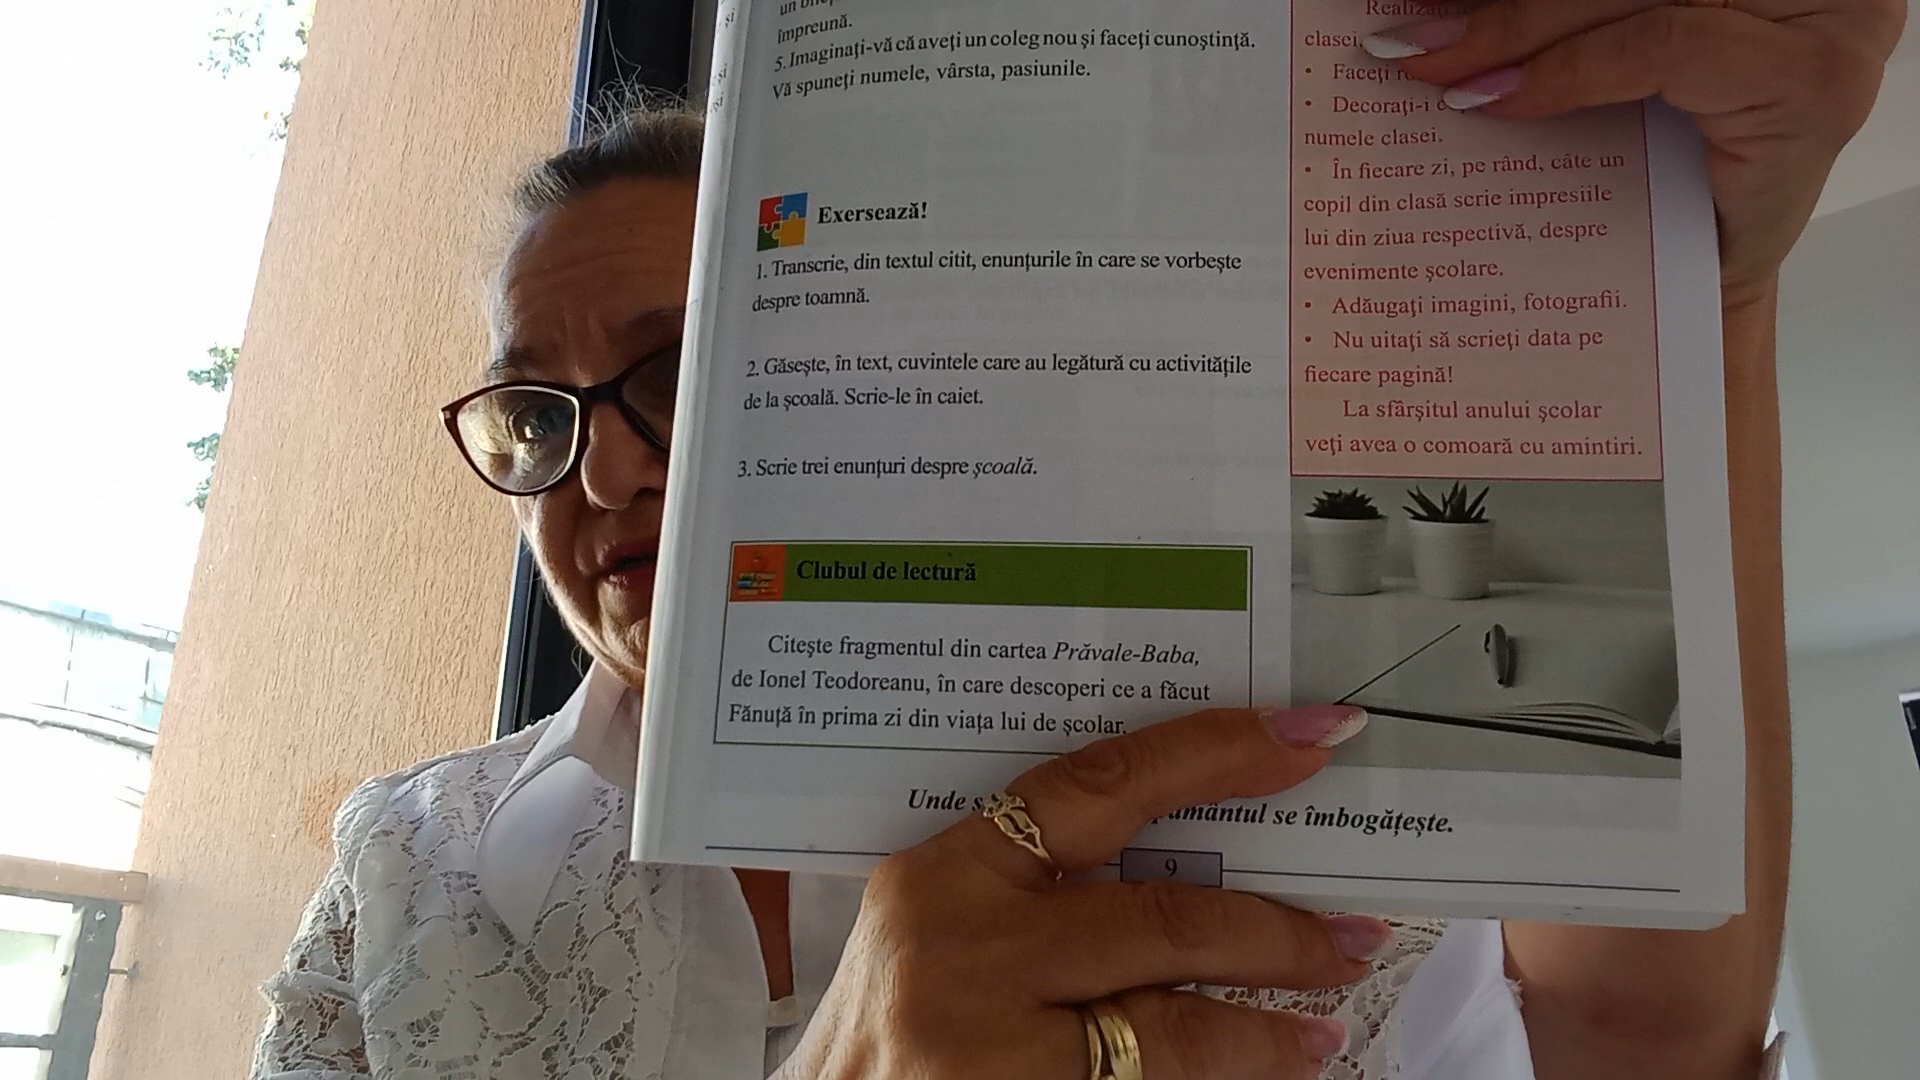 împreună.
5. Imaginați-vă că aveți un coleg nou și faceți cunoștință.
Vă spuneți numele, vârsta, pasiunile.
Exersează!
1. Transcrie, din textul citit, enunțurile în care se vorbește
despre toamnă.
2. Găsește, în text, cuvintele care au legătură cu activitățile
de la școală. Scrie-le în caiet.
3. Scrie trei enunțuri despre școală.
Clubul de lectură
Citește fragmentul din cartea Prăvale-Baba,
de Ionel Teodoreanu, în care descoperi ce a făcut
Fănuță în prima zi din viața lui de școlar.
clasei
• Faceți
• Decorați-i
numele clasei.
• În fiecare zi, pe rând, câte un
copil din clasă scrie impresiile
lui din ziua respectivă, despre
evenimente școlare.
• Adăugați imagini, fotografii.
• Nu uitați să scrieți data pe
fiecare pagină!
La sfârșitul anului școlar
veți avea o comoară cu amintiri.
Unde se îmbogățește.
9